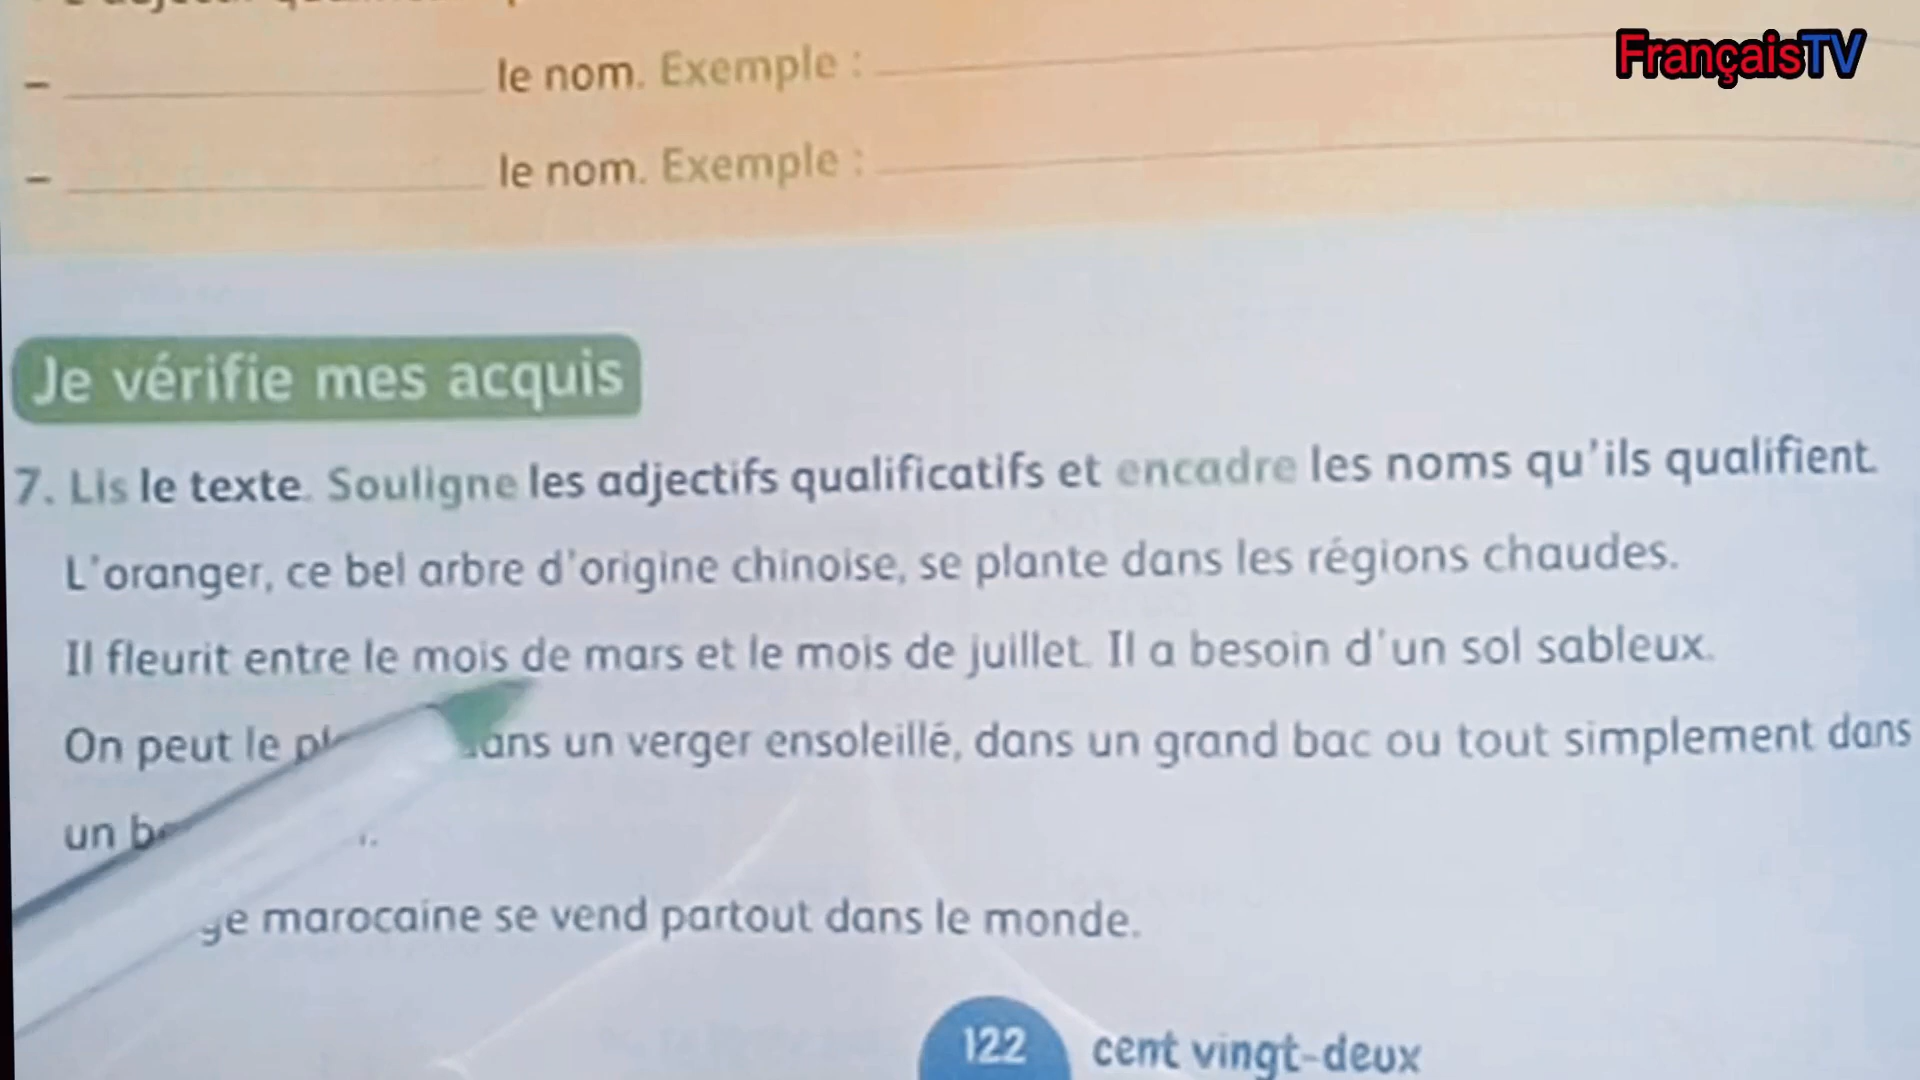 – le nom. Exemple :
FrançaisTV
– le nom. Exemple :
Je vérifie mes acquis
7. Lis le texte. Souligne les adjectifs qualificatifs et encadre les noms qu'ils qualifient.
L'oranger, ce bel arbre d'origine chinoise, se plante dans les régions chaudes.
Il fleurit entre le mois de mars et le mois de juillet. Il a besoin d'un sol sableux.
On peut le dans un verger ensoleillé, dans un grand bac ou tout simplement dans
un
marocaine se vend partout dans le monde.
122 cent vingt-deux